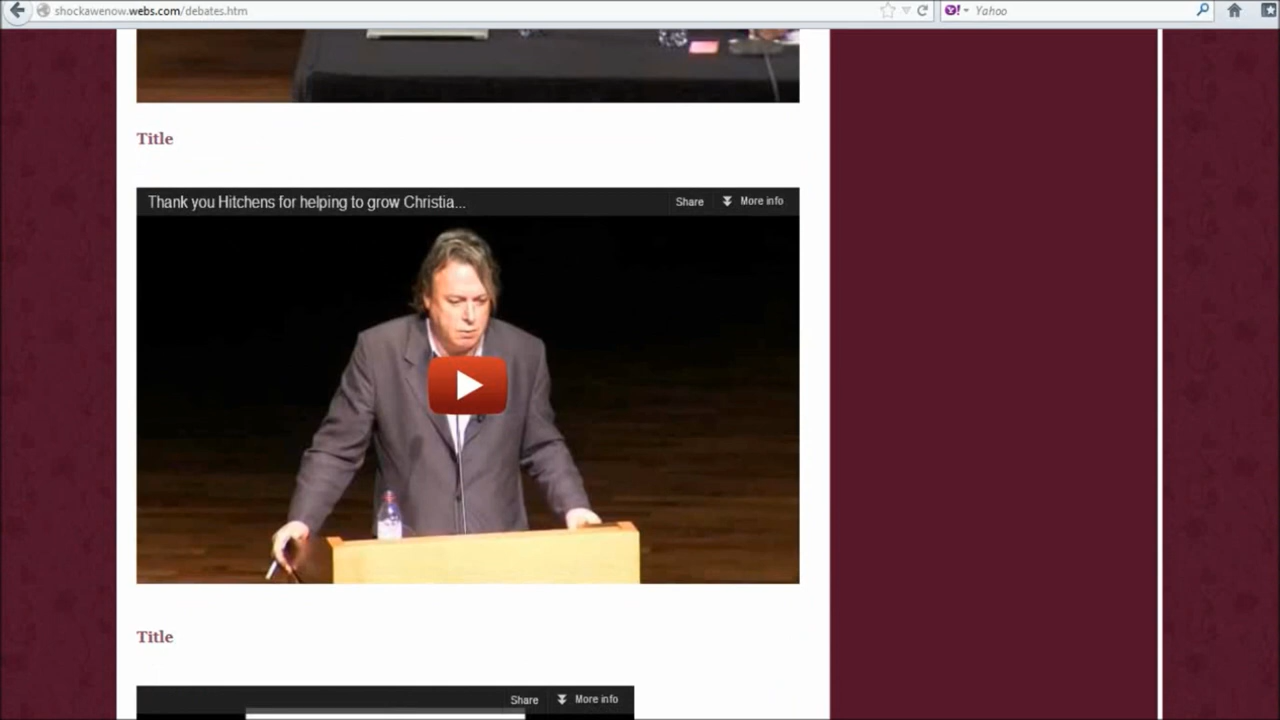 shockawenow.webs.com/debates.htm
Yahoo
Title
Thank you Hitchens for helping to grow Christia...
Share
More info
Title
Share
More info